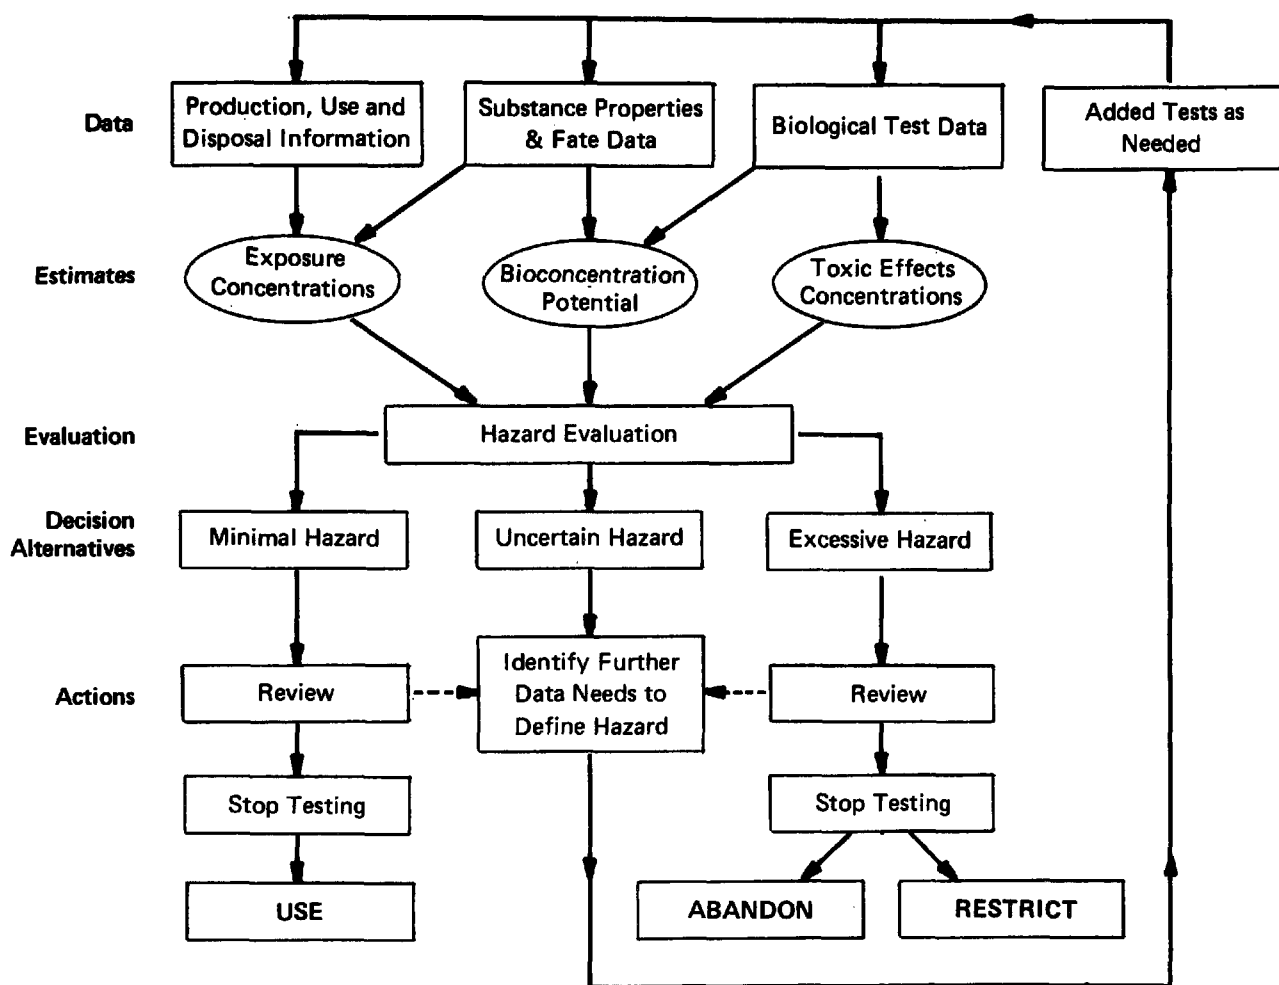 Data
Production, Use and
Disposal Information
Substance Properties
& Fate Data
Biological Test Data
Added Tests as
Needed
Estimates
Exposure
Concentrations
Bioconcentration
Potential
Toxic Effects
Concentrations
Evaluation
Hazard Evaluation
Decision
Alternatives
Minimal Hazard
Uncertain Hazard
Excessive Hazard
Actions
Review
Identify Further
Data Needs to
Define Hazard
Review
Stop Testing
Stop Testing
USE
ABANDON
RESTRICT